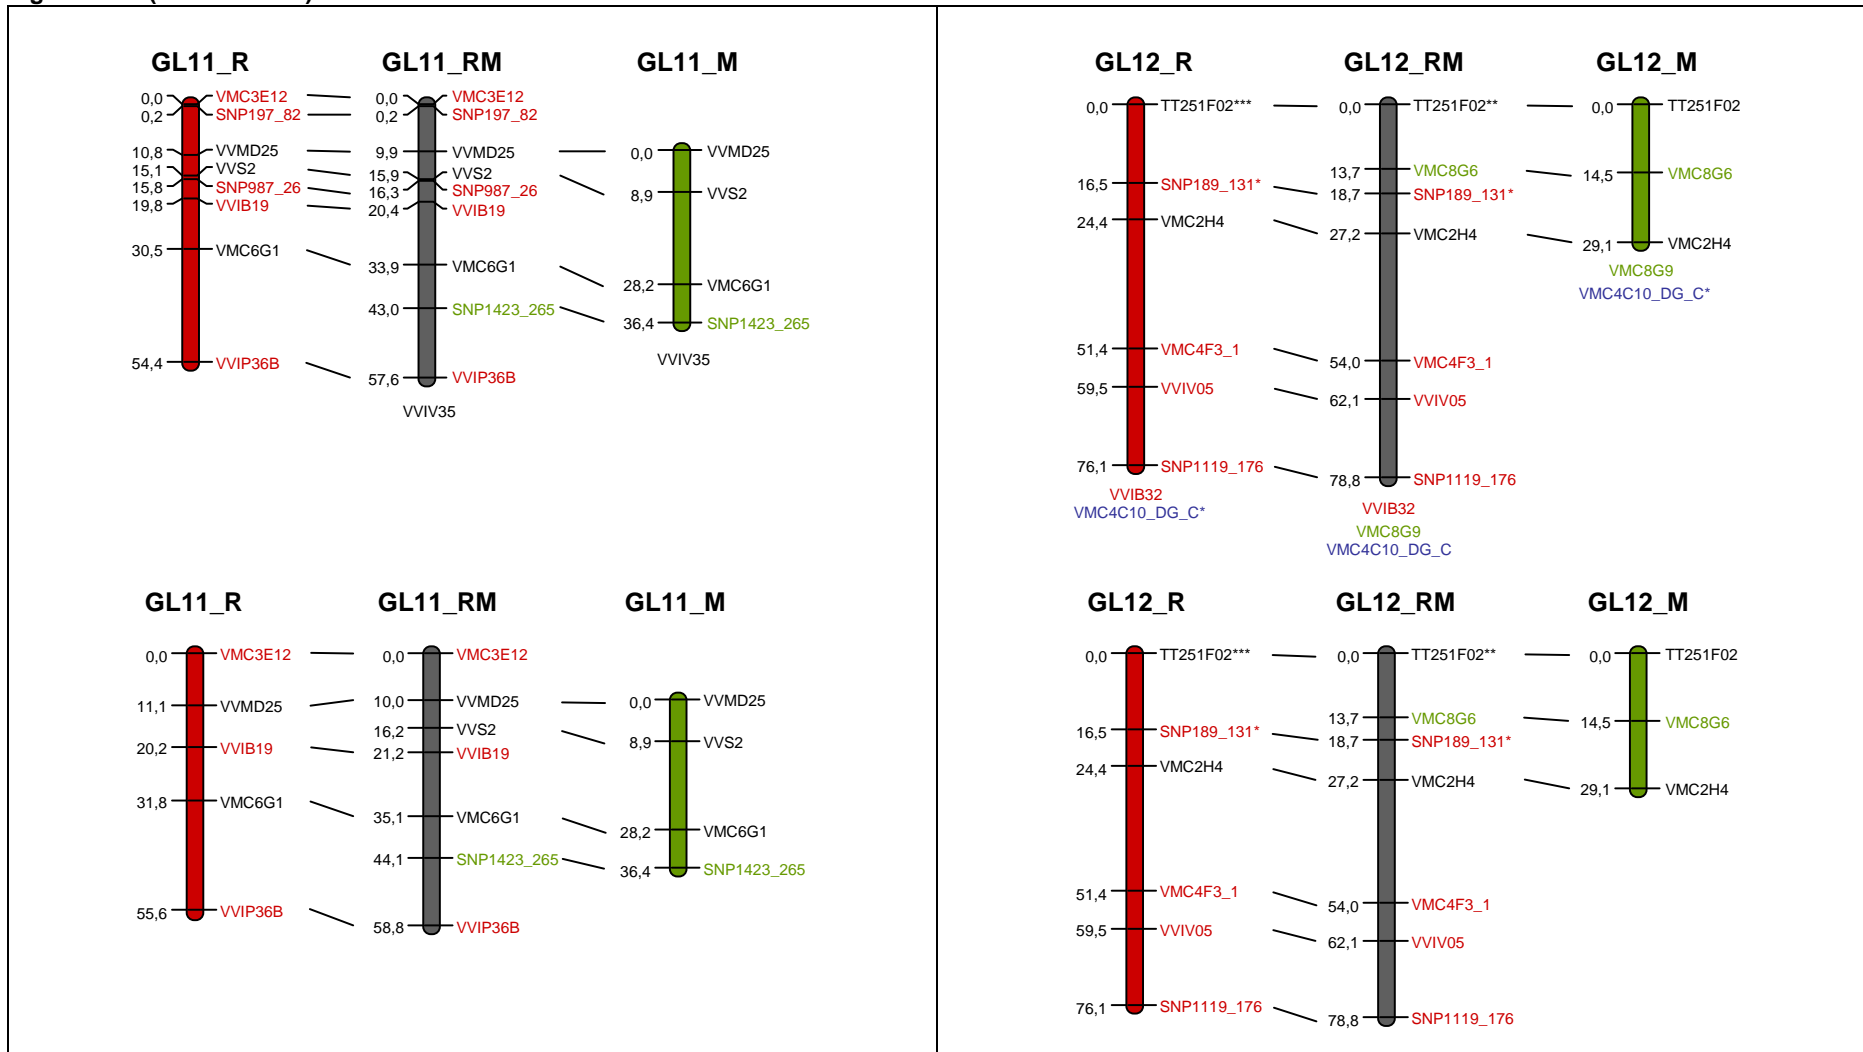 GL11_R
0,0 VMC3E12
0,2 SNP197_82
10,8 VVMD25
15,1 VVS2
15,8 SNP987_26
19,8 VVIB19
30,5 VMC6G1
54,4 VVIP36B
GL11_RM
0,0 VMC3E12
0,2 SNP197_82
9,9 VVMD25
15,9 VVS2
16,3 SNP987_26
20,4 VVIB19
33,9 VMC6G1
43,0 SNP1423_265
57,6 VVIP36B
VVIV35
GL11_M
0,0 VVMD25
8,9 VVS2
28,2 VMC6G1
36,4 SNP1423_265
VVIV35
GL12_R
0,0 TT251F02***
16,5 SNP189_131*
24,4 VMC2H4
51,4 VMC4F3_1
59,5 VVIV05
76,1 SNP1119_176
VVIB32
VMC4C10_DG_C*
GL12_RM
0,0 TT251F02**
13,7 VMC8G6
18,7 SNP189_131*
27,2 VMC2H4
54,0 VMC4F3_1
62,1 VVIV05
78,8 SNP1119_176
VVIB32
VMC8G9
VMC4C10_DG_C
GL12_M
0,0 TT251F02
14,5 VMC8G6
29,1 VMC2H4
VMC8G9
VMC4C10_DG_C*
GL11_R
0,0 VMC3E12
11,1 VVMD25
20,2 VVIB19
31,8 VMC6G1
55,6 VVIP36B
GL11_RM
0,0 VMC3E12
10,0 VVMD25
16,2 VVS2
21,2 VVIB19
35,1 VMC6G1
44,1 SNP1423_265
58,8 VVIP36B
GL11_M
0,0 VVMD25
8,9 VVS2
28,2 VMC6G1
36,4 SNP1423_265
GL12_R
0,0 TT251F02***
16,5 SNP189_131*
24,4 VMC2H4
51,4 VMC4F3_1
59,5 VVIV05
76,1 SNP1119_176
GL12_RM
0,0 TT251F02**
13,7 VMC8G6
18,7 SNP189_131*
27,2 VMC2H4
54,0 VMC4F3_1
62,1 VVIV05
78,8 SNP1119_176
GL12_M
0,0 TT251F02
14,5 VMC8G6
29,1 VMC2H4